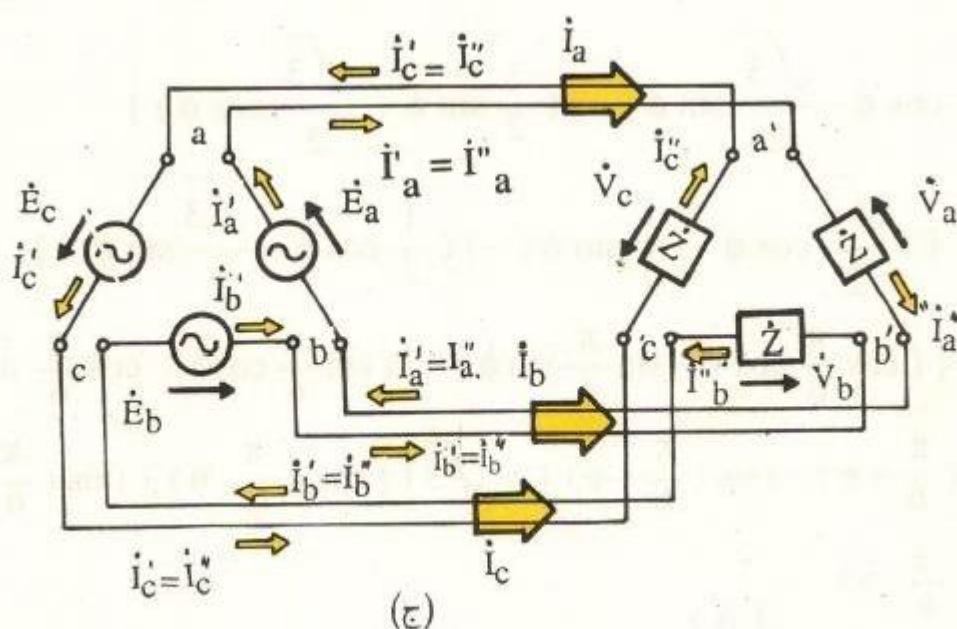 İ'c = İ''c İa
a İ'a = İ''a İ''c a'
Ėc İ'a Ėa V̇c Ż Ż V̇a
İ'c İ'b İ''a
c b İ'a = I''a. İb 'c Ż b'
Ėb İ''b V̇b
İ'b = İ''b İ'b = İ''b
İ'c = İ''c İc
(ج)